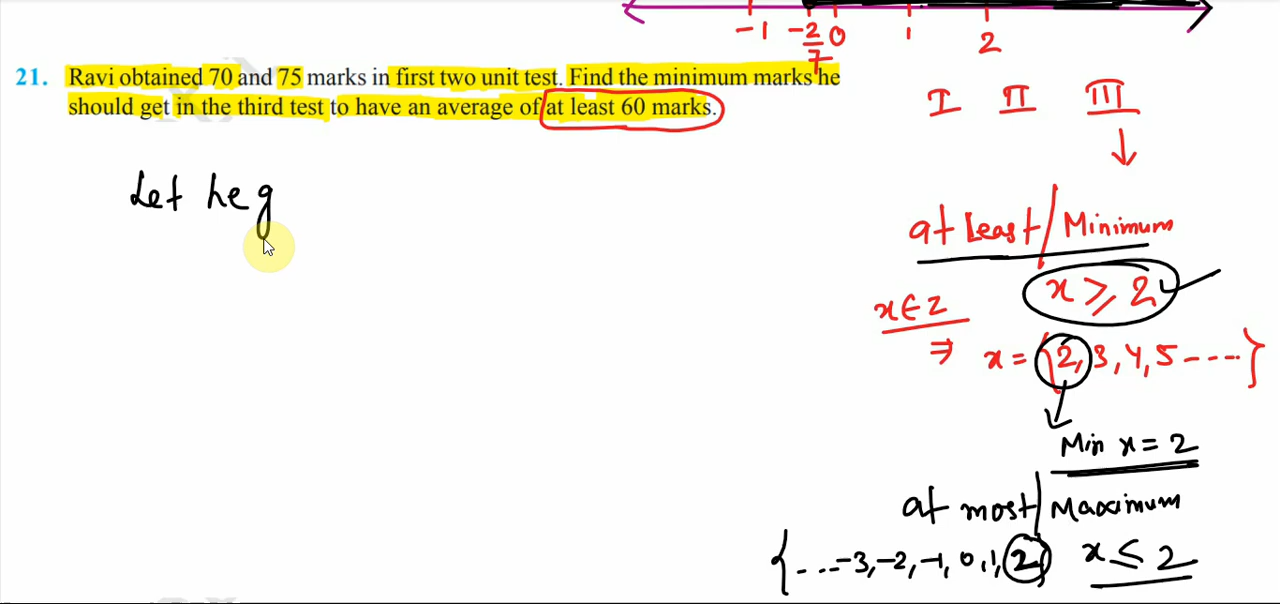 -1 -2/7 0 1 2
21. Ravi obtained 70 and 75 marks in first two unit test. Find the minimum marks he
should get in the third test to have an average of at least 60 marks.
I II III
Let he g
at Least/Minimum
x ≥ 2
x ∈ Z
⇒ x = {2, 3, 4, 5 ----}
Min x = 2
at most/Maximum
{... -3, -2, -1, 0, 1, 2 x ≤ 2